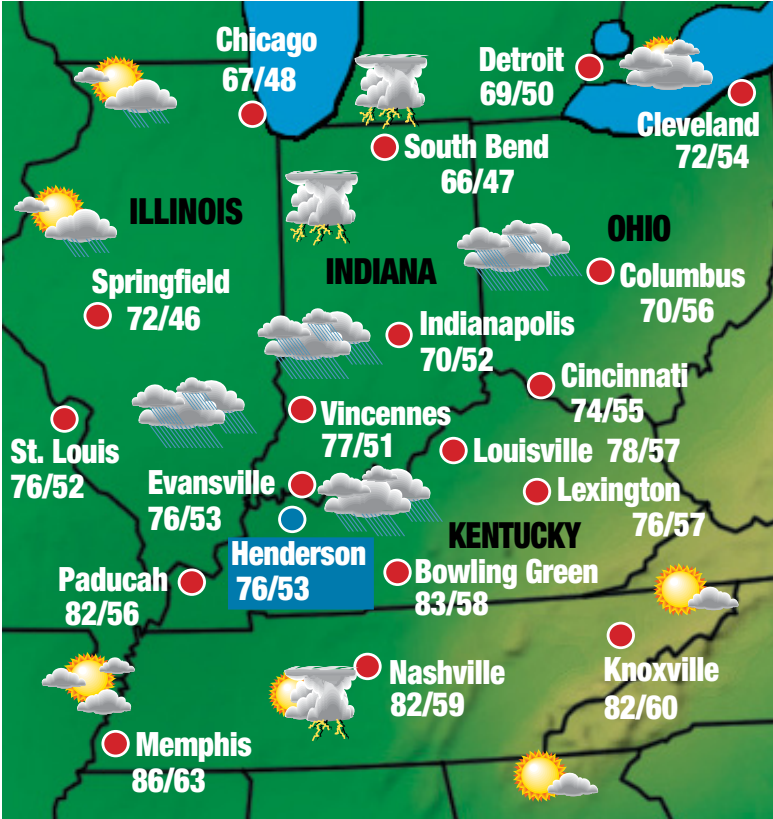 Chicago
67/48
Detroit
69/50
Cleveland
72/54
South Bend
66/47
ILLINOIS
OHIO
INDIANA
Springfield
72/46
Columbus
70/56
Indianapolis
70/52
Cincinnati
74/55
Vincennes
77/51
St. Louis
76/52
Louisville 78/57
Evansville
76/53
Lexington
76/57
KENTUCKY
Henderson
76/53
Paducah
82/56
Bowling Green
83/58
Nashville
82/59
Knoxville
82/60
Memphis
86/63